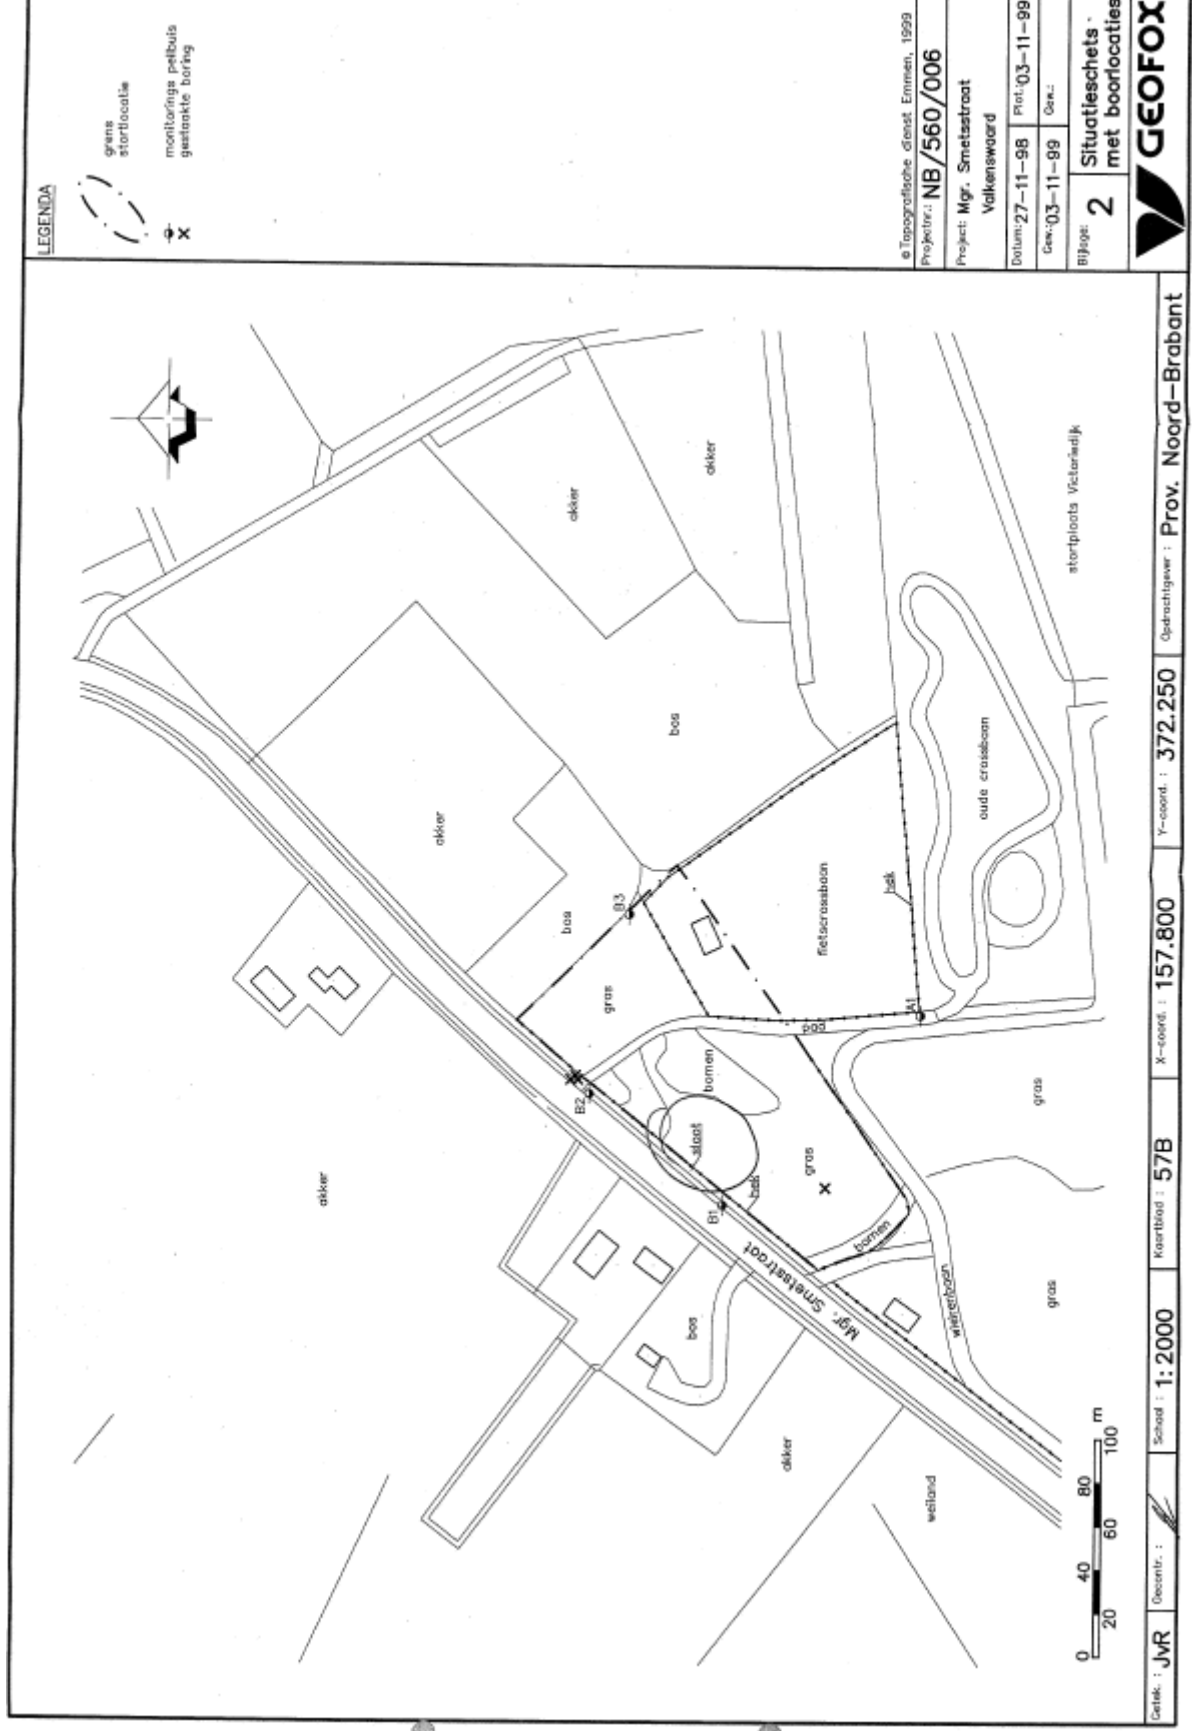 LEGENDA
grens
stortlocatie
monitorings peilbuis
gestaakte boring
© Topografische dienst Emmen, 1999
Projectnr.: NB/560/006
Project: Mgr. Smetsstraat
Valkenswaard
Datum: 27-11-98
Plot.: 03-11-99
Gew.: 03-11-99
Gew.:
Bijlage: 2
Situatieschets
met boorlocaties
GEOFOX
akker
akker
akker
bos
akker
bos
B3
gras
fietscrossbaan
hek
oude crossbaan
stortplaats Victoriedijk
A1
B2
bomen
sloot
gras
hek
B1
bomen
Mgr. Smetsstraat
bos
wielerbaan
gras
gras
akker
weiland
0 20 40 60 80 100 m
Getek. : JvR
Gecontr. :
Schaal : 1:2000
Kaartblad : 57B
X-coord. : 157.800
Y-coord. : 372.250
Opdrachtgever : Prov. Noord-Brabant